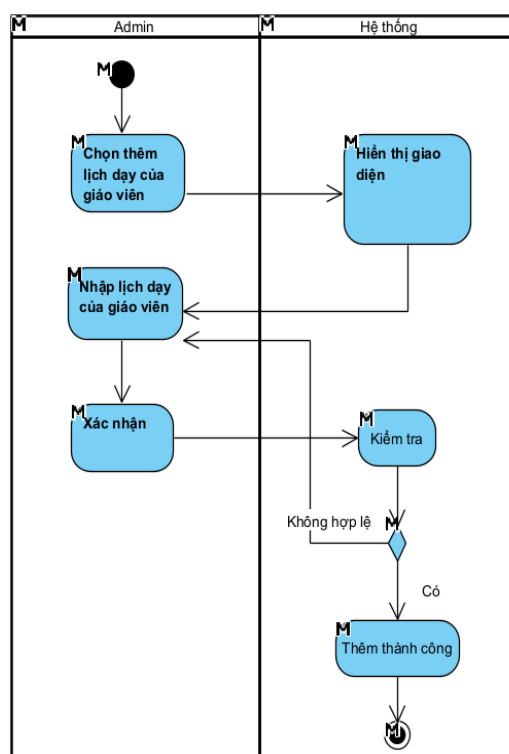 Admin
Hệ thống
Chọn thêm
lịch dạy của
giáo viên
Hiển thị giao
diện
Nhập lịch dạy
của giáo viên
Xác nhận
Kiểm tra
Không hợp lệ
Có
Thêm thành công